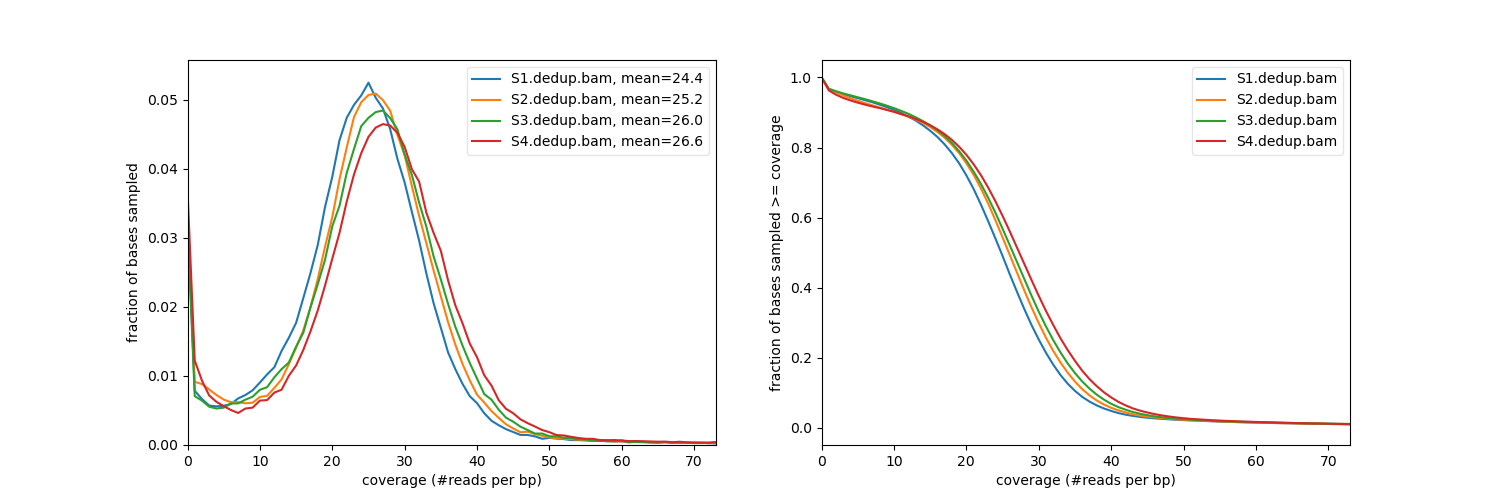 S1.dedup.bam, mean=24.4
S2.dedup.bam, mean=25.2
S3.dedup.bam, mean=26.0
S4.dedup.bam, mean=26.6
fraction of bases sampled
0.05
0.04
0.03
0.02
0.01
0.00
0 10 20 30 40 50 60 70
coverage (#reads per bp)
S1.dedup.bam
S2.dedup.bam
S3.dedup.bam
S4.dedup.bam
fraction of bases sampled >= coverage
1.0
0.8
0.6
0.4
0.2
0.0
0 10 20 30 40 50 60 70
coverage (#reads per bp)